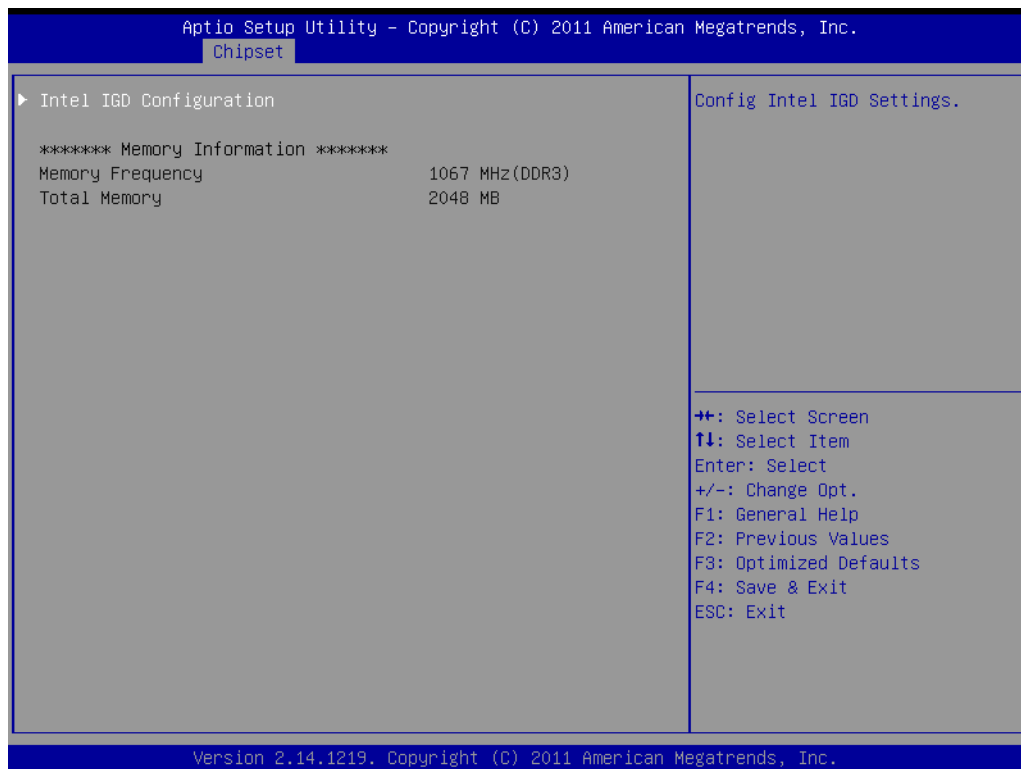 Aptio Setup Utility – Copyright (C) 2011 American Megatrends, Inc.
Chipset
▶ Intel IGD Configuration
******* Memory Information *******
Memory Frequency 1067 MHz(DDR3)
Total Memory 2048 MB
Config Intel IGD Settings.
→←: Select Screen
↑↓: Select Item
Enter: Select
+/-: Change Opt.
F1: General Help
F2: Previous Values
F3: Optimized Defaults
F4: Save & Exit
ESC: Exit
Version 2.14.1219. Copyright (C) 2011 American Megatrends, Inc.